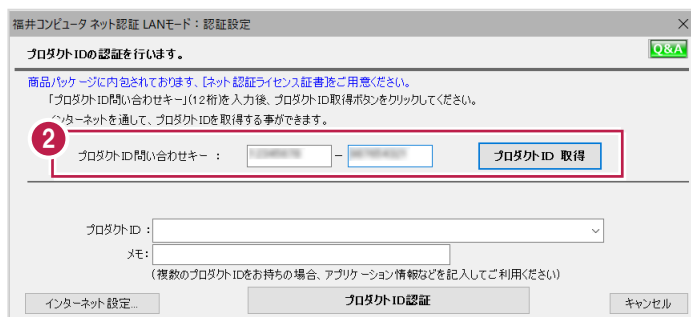 福井コンピュータ ネット認証 LANモード：認証設定
プロダクトIDの認証を行います。
Q&A
商品パッケージに内包されております、[ネット認証ライセンス証書]をご用意ください。
「プロダクトID問い合わせキー」(12桁)を入力後、プロダクトID取得ボタンをクリックしてください。
インターネットを通して、プロダクトIDを取得する事ができます。
2
プロダクトID問い合わせキー ： － プロダクトID 取得
プロダクトID：
メモ：
(複数のプロダクトIDをお持ちの場合、アプリケーション情報などを記入してご利用ください)
インターネット設定... プロダクトID認証 キャンセル